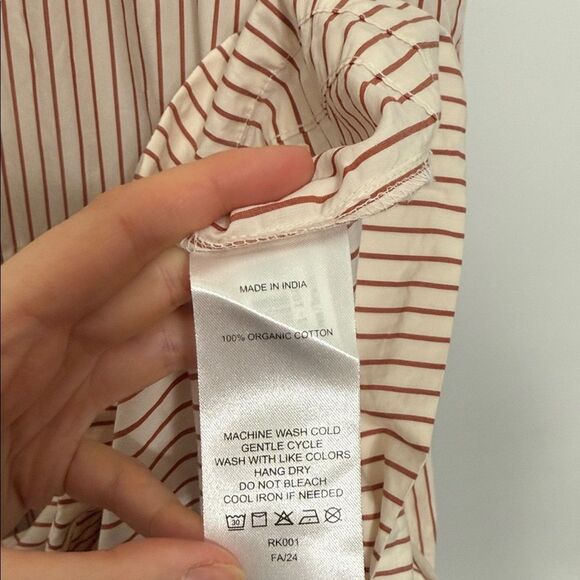 MADE IN INDIA
100% ORGANIC COTTON
MACHINE WASH COLD
GENTLE CYCLE
WASH WITH LIKE COLORS
HANG DRY
DO NOT BLEACH
COOL IRON IF NEEDED
30
RK001
FA/24